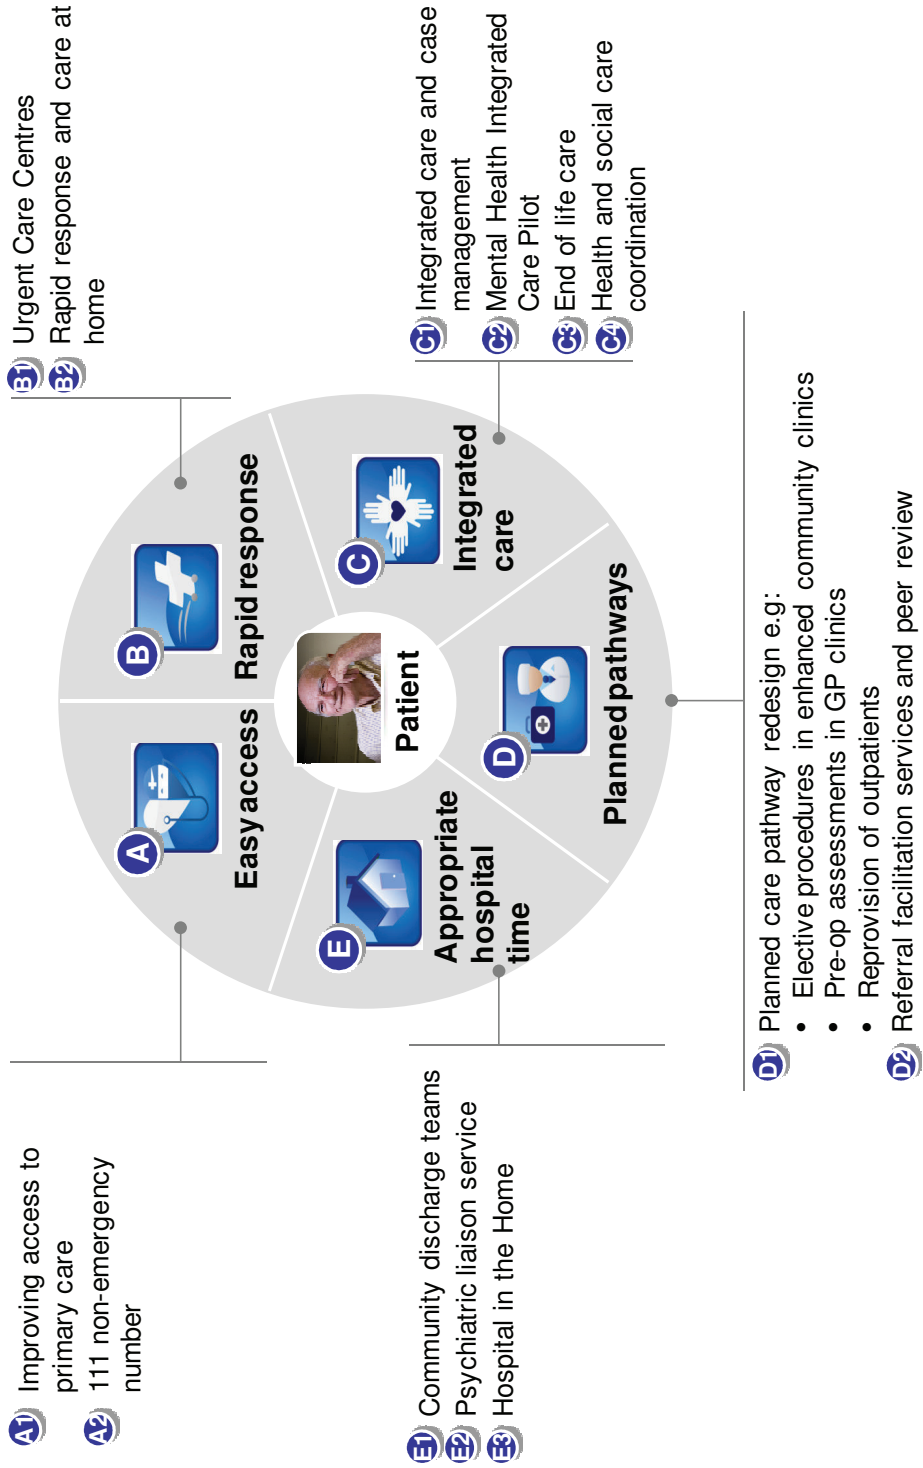 A1 Improving access to
primary care
A2 111 non-emergency
number
B1 Urgent Care Centres
B2 Rapid response and care at
home
A
Easy access
B
Rapid response
C
Integrated
care
D
Planned pathways
E
Appropriate
hospital
time
Patient
C1 Integrated care and case
management
C2 Mental Health Integrated
Care Pilot
C3 End of life care
C4 Health and social care
coordination
E1 Community discharge teams
E2 Psychiatric liaison service
E3 Hospital in the Home
D1 Planned care pathway redesign e.g:
• Elective procedures in enhanced community clinics
• Pre-op assessments in GP clinics
• Reprovision of outpatients
D2 Referral facilitation services and peer review